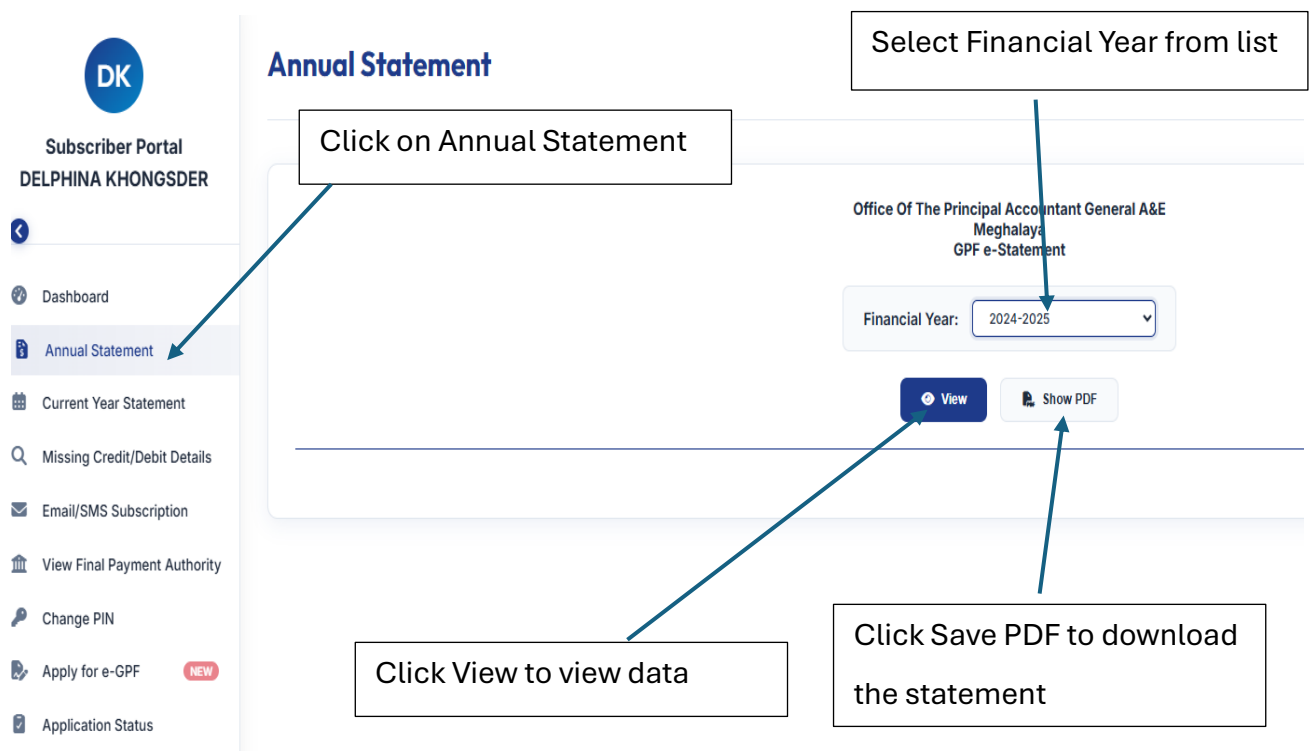 DK
Subscriber Portal
DELPHINA KHONGSDER
Dashboard
Annual Statement
Current Year Statement
Missing Credit/Debit Details
Email/SMS Subscription
View Final Payment Authority
Change PIN
Apply for e-GPF NEW
Application Status
Annual Statement
Select Financial Year from list
Click on Annual Statement
Office Of The Principal Accountant General A&E
Meghalaya
GPF e-Statement
Financial Year: 2024-2025
View Show PDF
Click View to view data
Click Save PDF to download
the statement